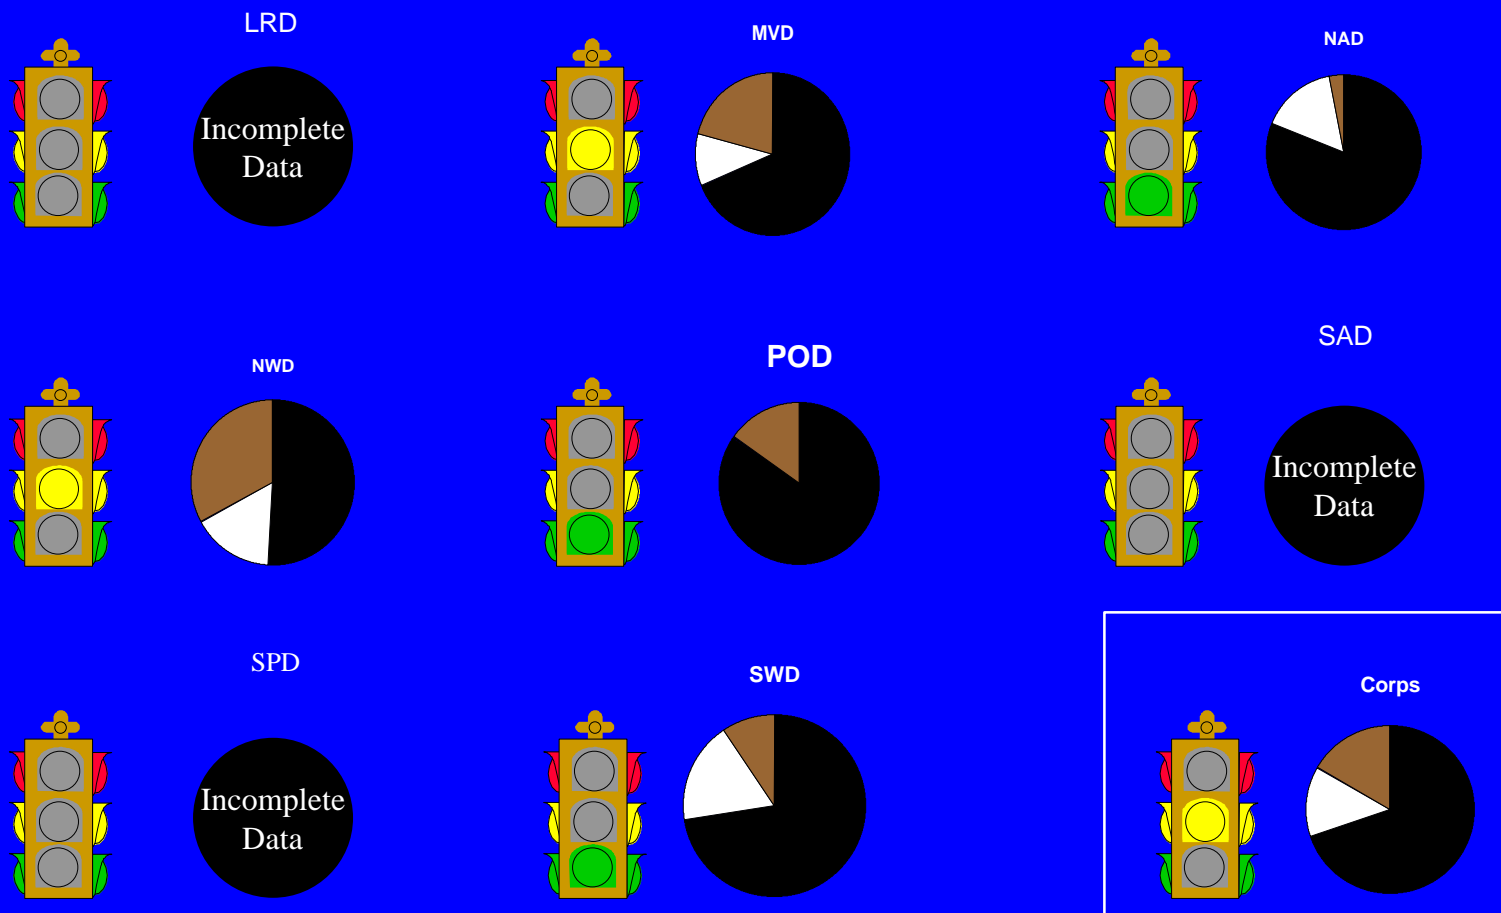 LRD
Incomplete
Data
MVD
NAD
NWD
POD
SAD
Incomplete
Data
SPD
Incomplete
Data
SWD
Corps